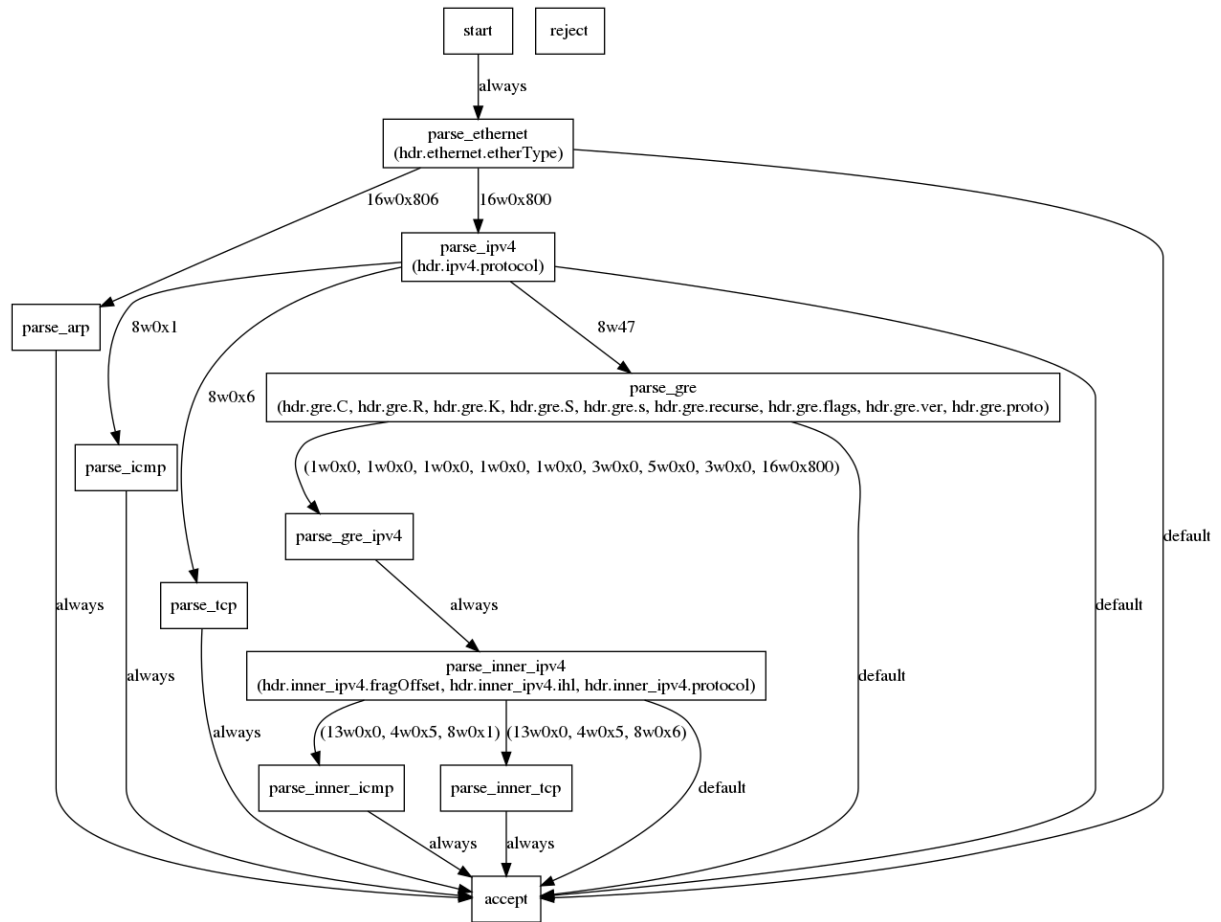 start
reject
always
parse_ethernet
(hdr.ethernet.etherType)
16w0x806
16w0x800
parse_ipv4
(hdr.ipv4.protocol)
parse_arp
8w0x1
8w47
8w0x6
parse_gre
(hdr.gre.C, hdr.gre.R, hdr.gre.K, hdr.gre.S, hdr.gre.s, hdr.gre.recurse, hdr.gre.flags, hdr.gre.ver, hdr.gre.proto)
parse_icmp
(1w0x0, 1w0x0, 1w0x0, 1w0x0, 1w0x0, 3w0x0, 5w0x0, 3w0x0, 16w0x800)
parse_gre_ipv4
default
always
parse_tcp
always
default
always
parse_inner_ipv4
(hdr.inner_ipv4.fragOffset, hdr.inner_ipv4.ihl, hdr.inner_ipv4.protocol)
default
always
(13w0x0, 4w0x5, 8w0x1)
(13w0x0, 4w0x5, 8w0x6)
parse_inner_icmp
parse_inner_tcp
default
always
always
accept